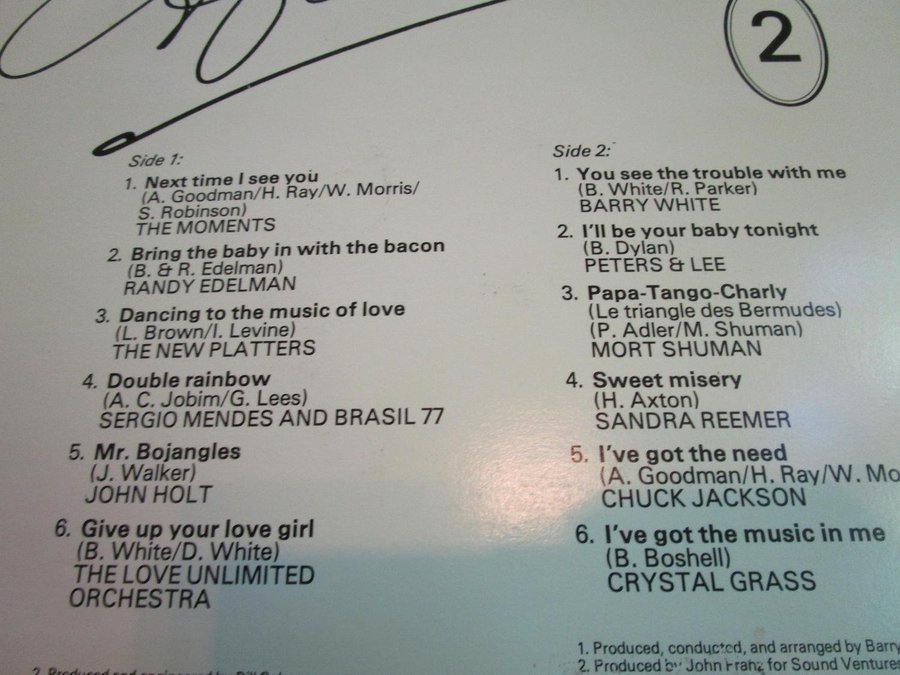 2
Side 1:
1. Next time I see you
(A. Goodman/H. Ray/W. Morris/
S. Robinson)
THE MOMENTS
2. Bring the baby in with the bacon
(B. & R. Edelman)
RANDY EDELMAN
3. Dancing to the music of love
(L. Brown/I. Levine)
THE NEW PLATTERS
4. Double rainbow
(A. C. Jobim/G. Lees)
SERGIO MENDES AND BRASIL 77
5. Mr. Bojangles
(J. Walker)
JOHN HOLT
6. Give up your love girl
(B. White/D. White)
THE LOVE UNLIMITED
ORCHESTRA
Side 2:
1. You see the trouble with me
(B. White/R. Parker)
BARRY WHITE
2. I'll be your baby tonight
(B. Dylan)
PETERS & LEE
3. Papa-Tango-Charly
(Le triangle des Bermudes)
(P. Adler/M. Shuman)
MORT SHUMAN
4. Sweet misery
(H. Axton)
SANDRA REEMER
5. I've got the need
(A. Goodman/H. Ray/W. Mo
CHUCK JACKSON
6. I've got the music in me
(B. Boshell)
CRYSTAL GRASS
1. Produced, conducted, and arranged by Barry
2. Produced by John Franz for Sound Ventures